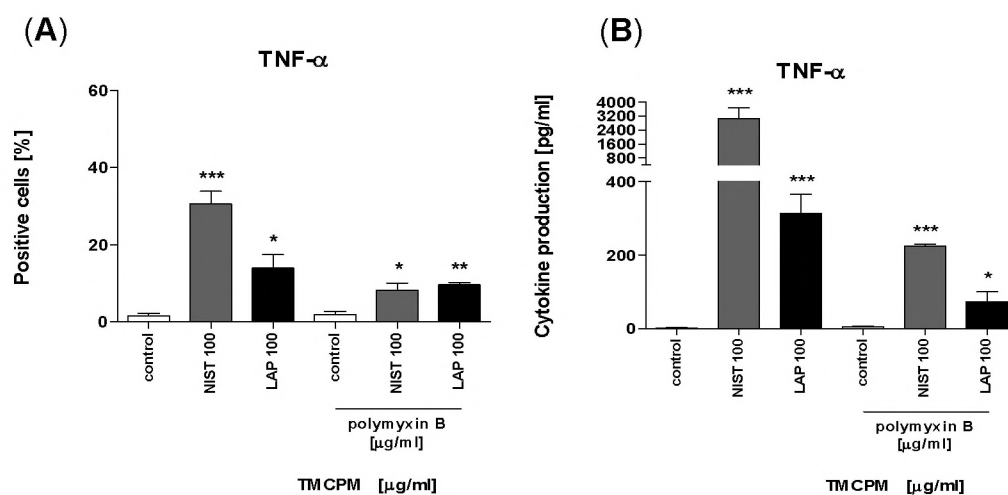 (A)
TNF-α
Positive cells [%]
60
40
20
0
***
*
*
**
control
NIST 100
LAP 100
control
NIST 100
LAP 100
polymyxin B
[μg/ml]
TMCPM [μg/ml]
(B)
TNF-α
Cytokine production [pg/ml]
4000
3200
2400
1600
800
400
200
0
***
***
***
*
control
NIST 100
LAP 100
control
NIST 100
LAP 100
polymyxin B
[μg/ml]
TMCPM [μg/ml]